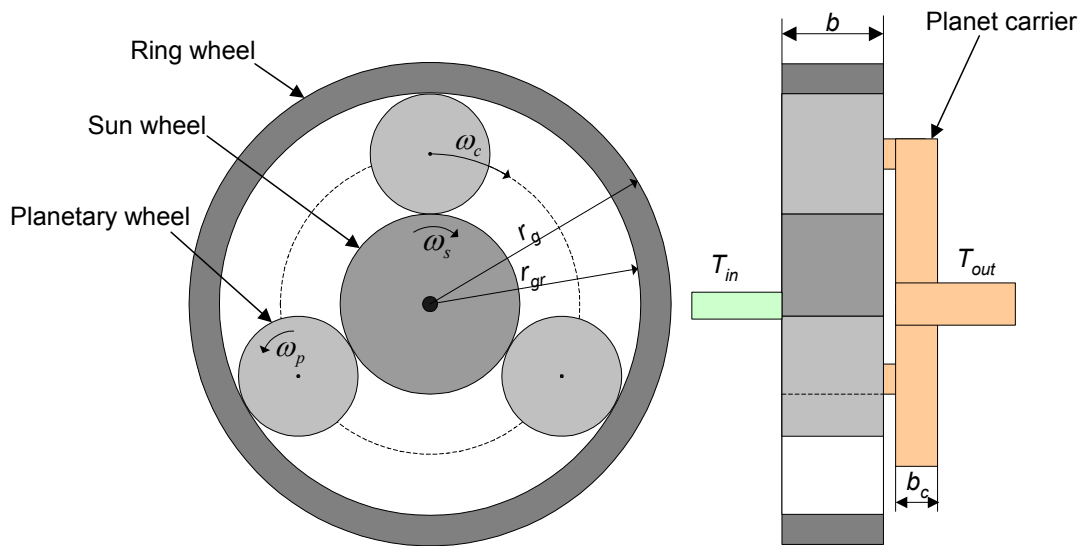 Ring wheel
Sun wheel
Planetary wheel
ω_c
ω_s
ω_p
r_g
r_gr
b
Planet carrier
T_in
T_out
b_c